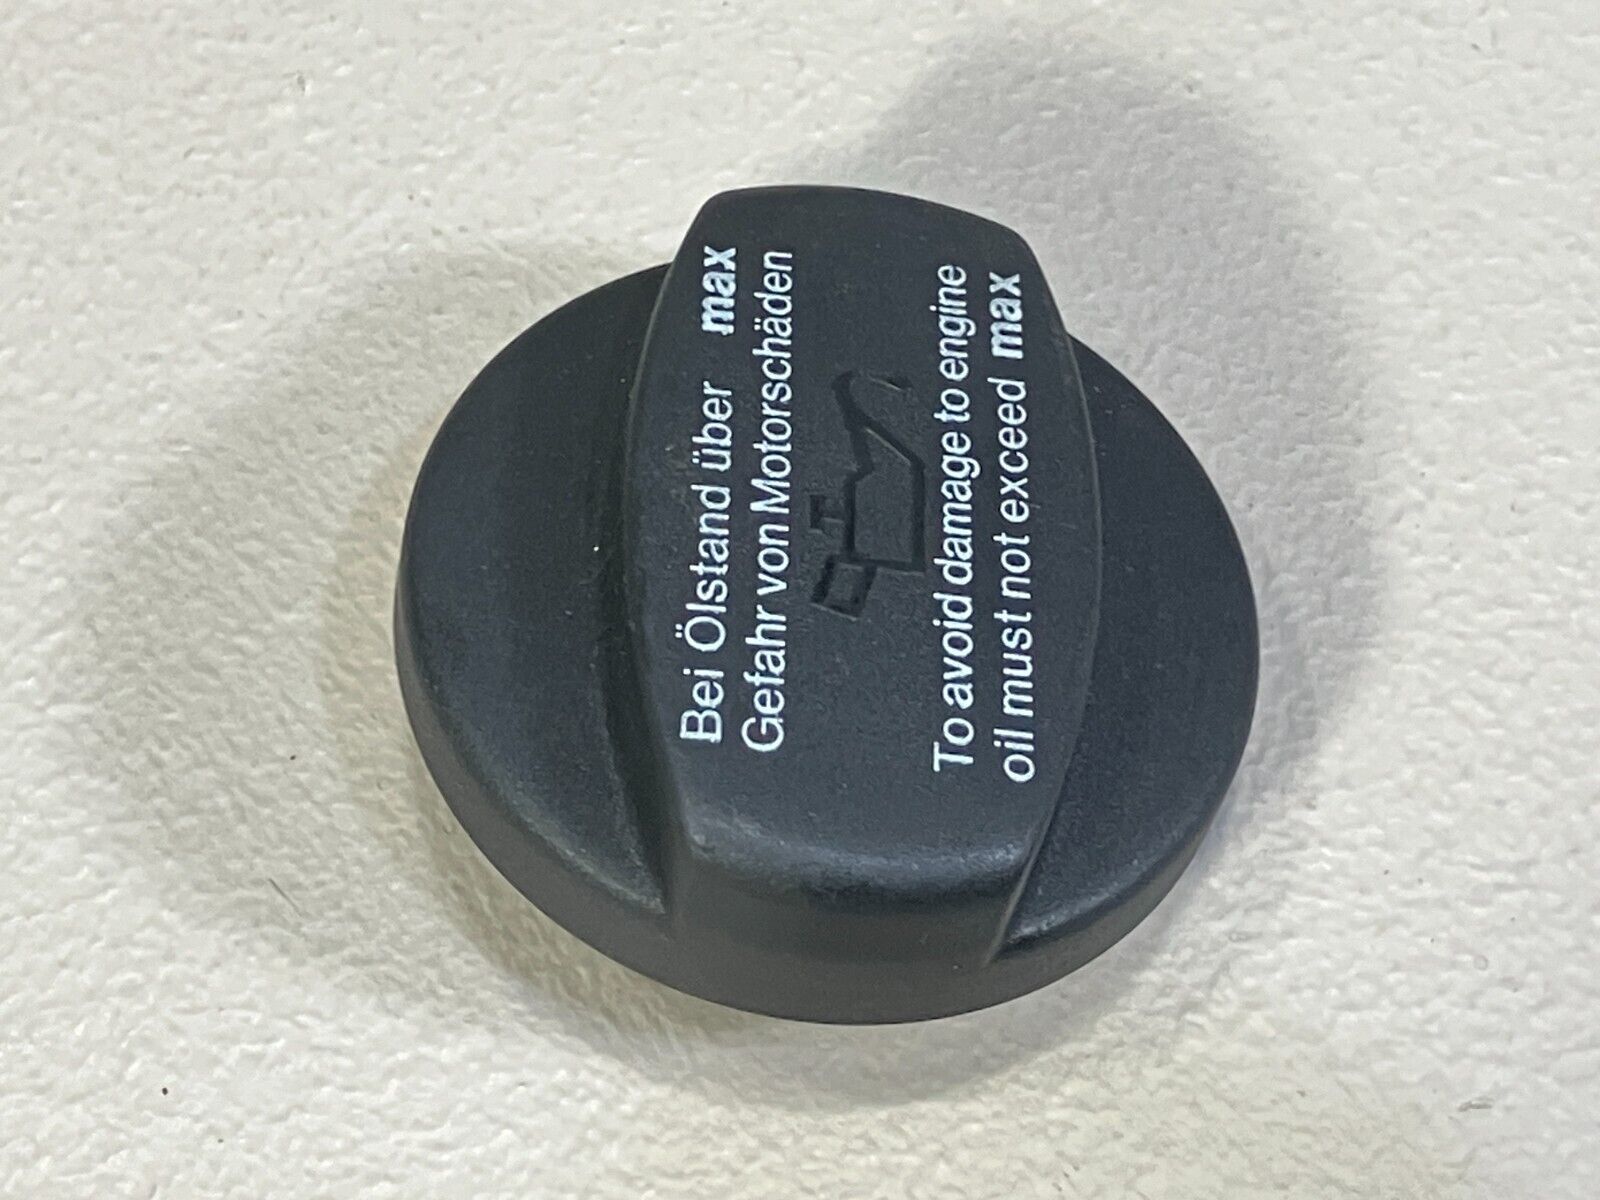 Bei Ölstand über max
Gefahr von Motorschäden
To avoid damage to engine
oil must not exceed max